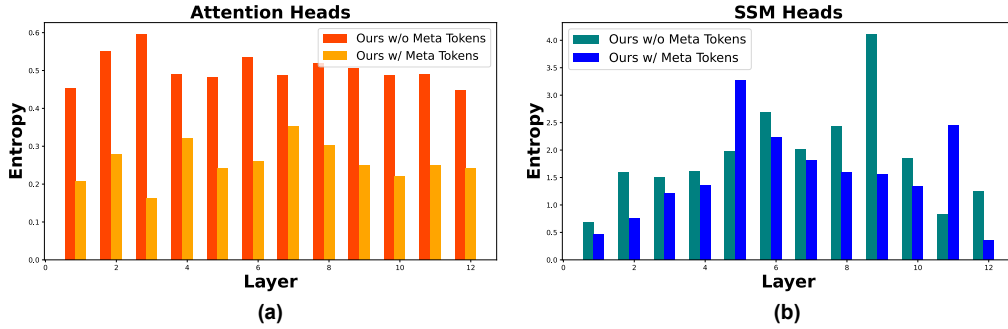 Attention Heads
Ours w/o Meta Tokens
Ours w/ Meta Tokens
Entropy
0.6
0.5
0.4
0.3
0.2
0.1
0.0
0 2 4 6 8 10 12
Layer
(a)
SSM Heads
Ours w/o Meta Tokens
Ours w/ Meta Tokens
Entropy
4.0
3.5
3.0
2.5
2.0
1.5
1.0
0.5
0.0
0 2 4 6 8 10 12
Layer
(b)